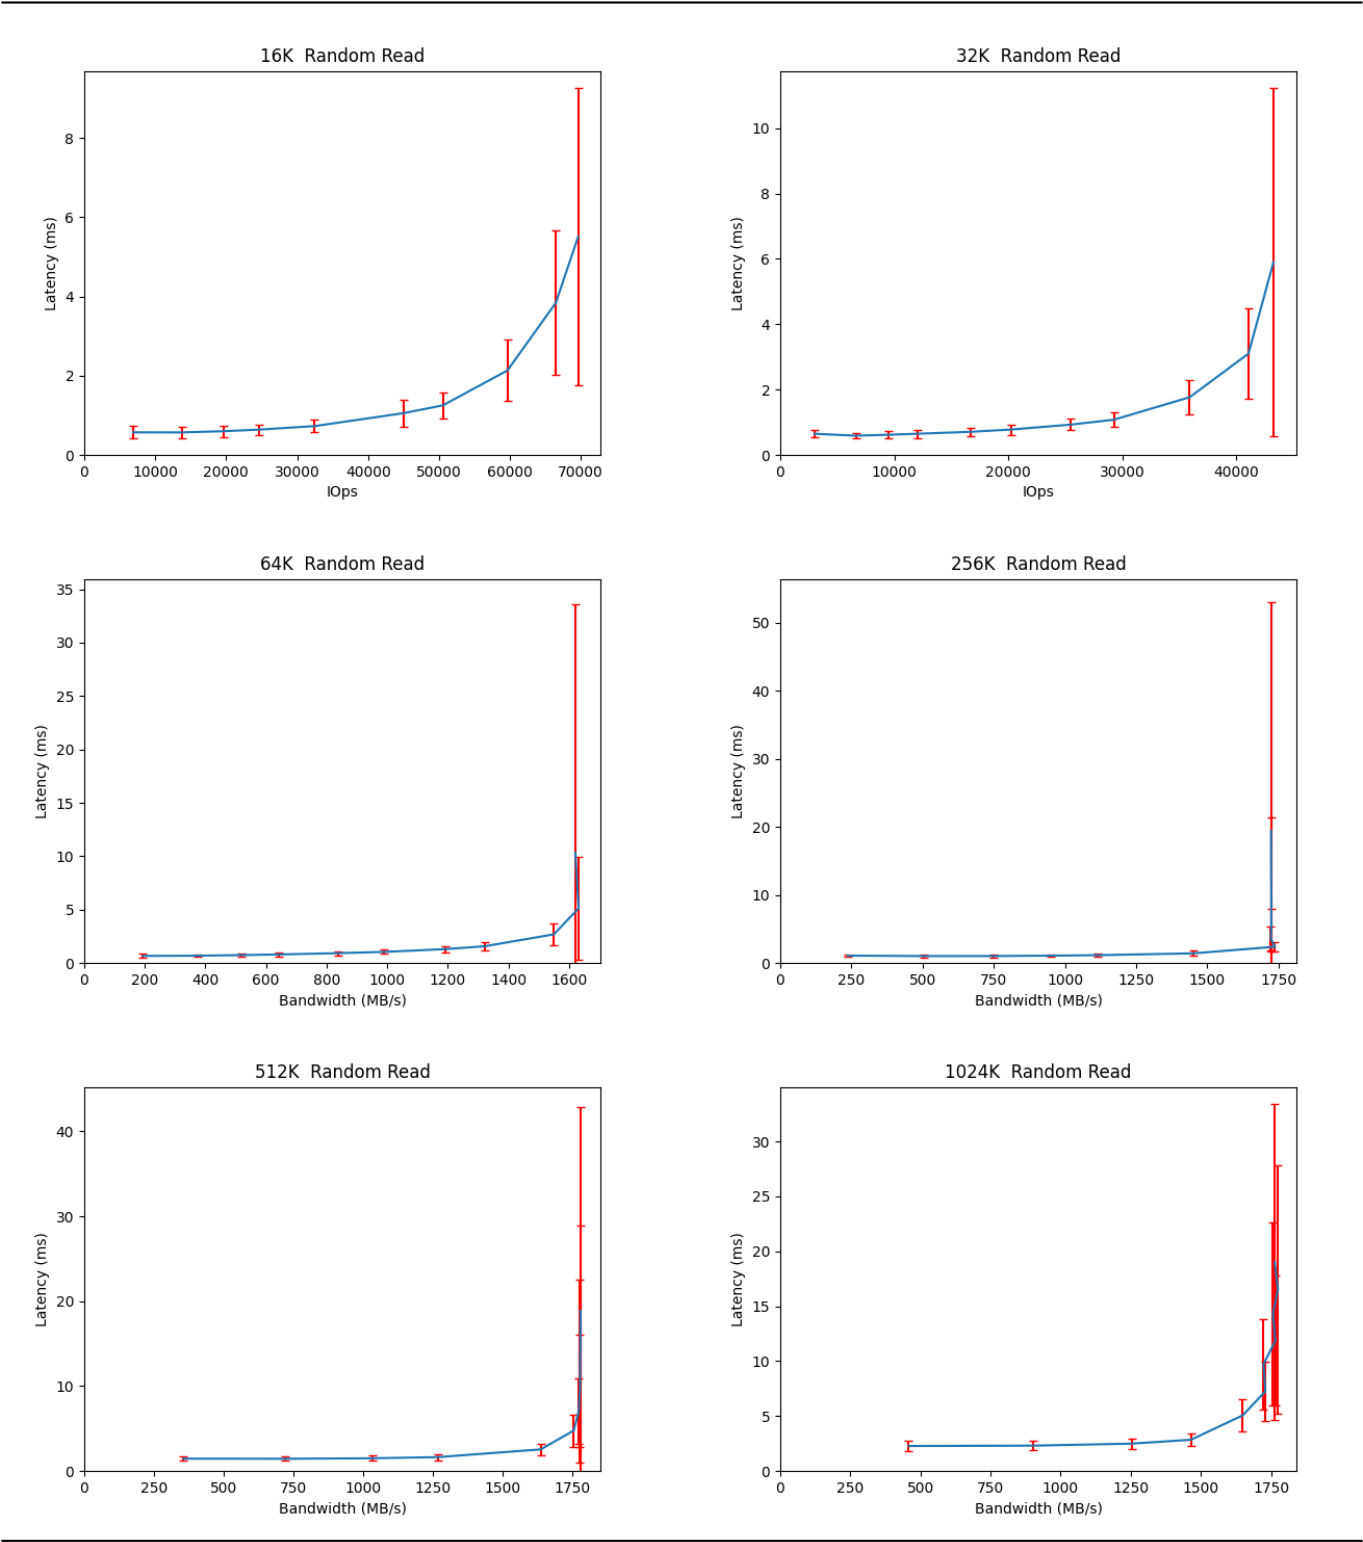 16K  Random Read
Latency (ms)
8
6
4
2
0
0 10000 20000 30000 40000 50000 60000 70000
IOps
32K  Random Read
Latency (ms)
10
8
6
4
2
0
0 10000 20000 30000 40000
IOps
64K  Random Read
Latency (ms)
35
30
25
20
15
10
5
0
0 200 400 600 800 1000 1200 1400 1600
Bandwidth (MB/s)
256K  Random Read
Latency (ms)
50
40
30
20
10
0
0 250 500 750 1000 1250 1500 1750
Bandwidth (MB/s)
512K  Random Read
Latency (ms)
40
30
20
10
0
0 250 500 750 1000 1250 1500 1750
Bandwidth (MB/s)
1024K  Random Read
Latency (ms)
30
25
20
15
10
5
0
0 250 500 750 1000 1250 1500 1750
Bandwidth (MB/s)